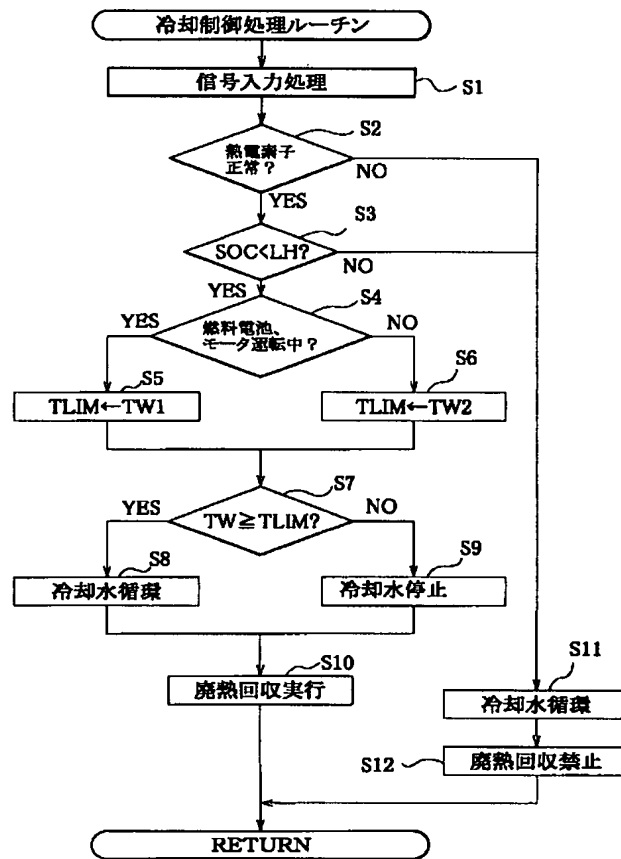 冷却制御処理ルーチン
信号入力処理
S1
S2
熱電素子
正常？
NO
YES
S3
SOC<LH?
NO
YES
S4
YES
燃料電池、
モータ運転中？
NO
S5
TLIM←TW1
S6
TLIM←TW2
S7
YES
TW≧TLIM?
NO
S8
冷却水循環
S9
冷却水停止
S10
廃熱回収実行
S11
冷却水循環
S12
廃熱回収禁止
RETURN